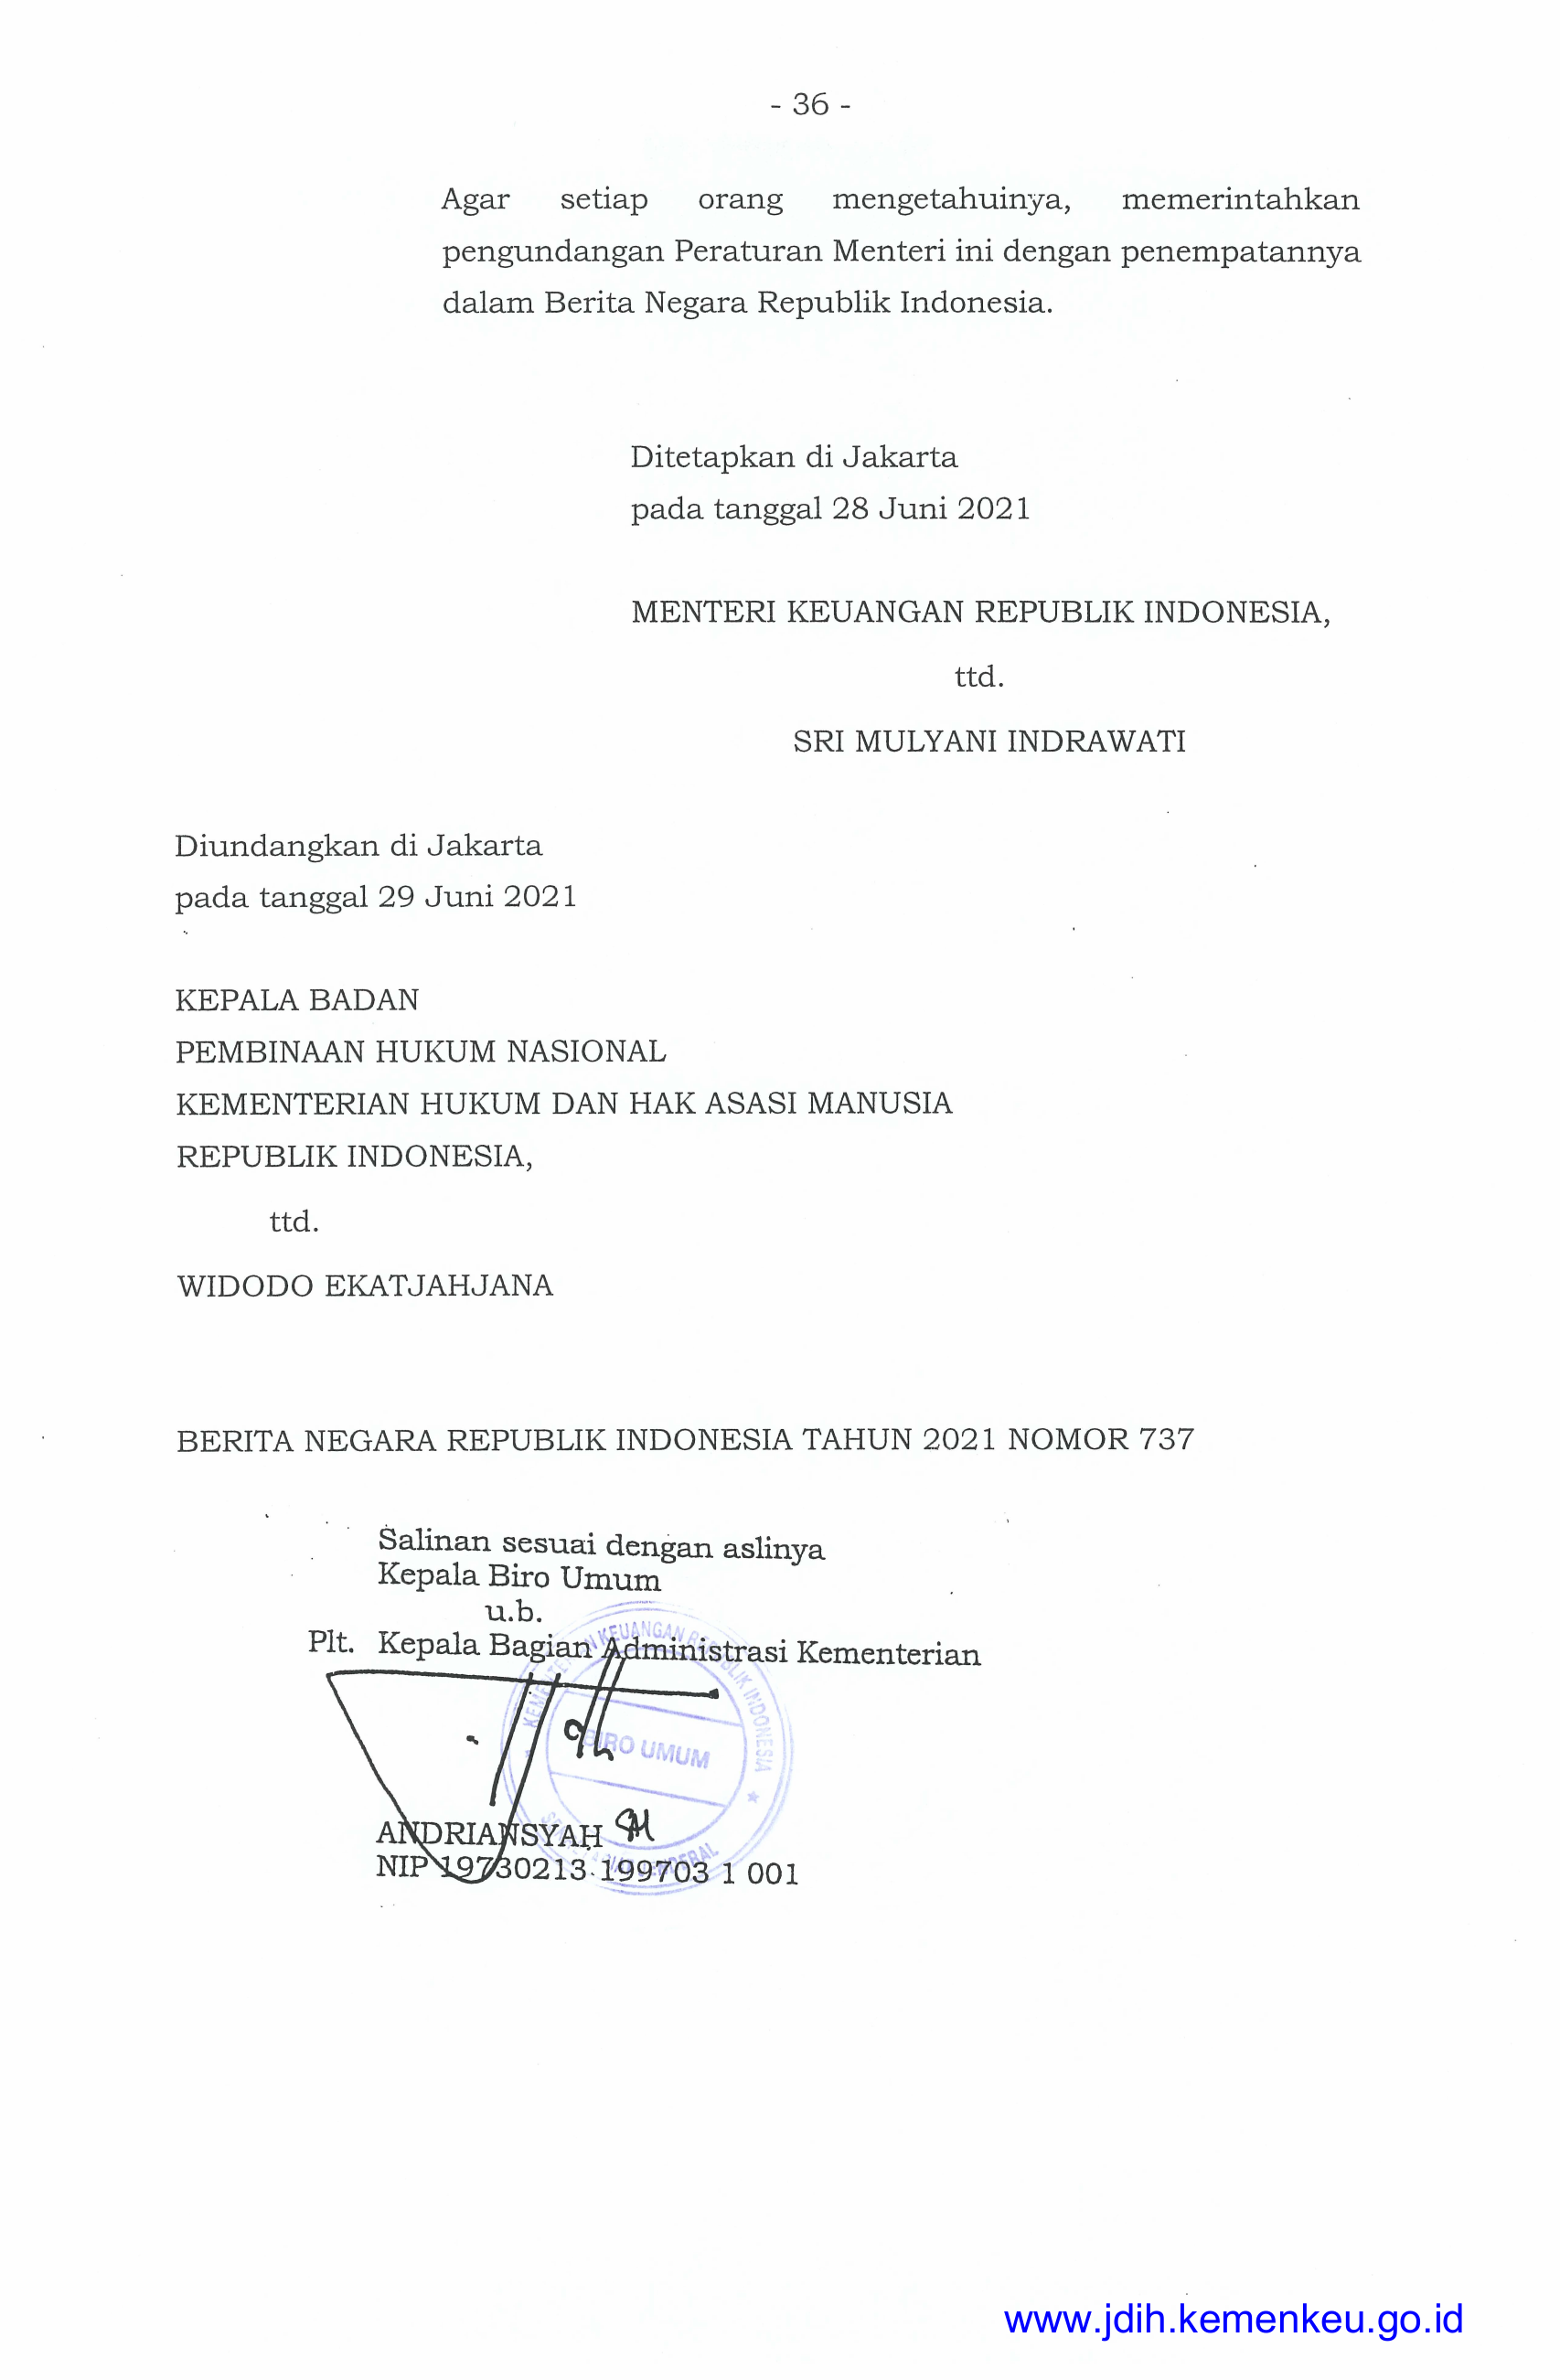 - 36 -
Agar setiap orang mengetahuinya, memerintahkan
pengundangan Peraturan Menteri ini dengan penempatannya
dalam Berita Negara Republik Indonesia.
Ditetapkan di Jakarta
pada tanggal 28 Juni 2021
MENTERI KEUANGAN REPUBLIK INDONESIA,
ttd.
SRI MULYANI INDRAWATI
Diundangkan di Jakarta
pada tanggal 29 Juni 2021
KEPALA BADAN
PEMBINAAN HUKUM NASIONAL
KEMENTERIAN HUKUM DAN HAK ASASI MANUSIA
REPUBLIK INDONESIA,
ttd.
WIDODO EKATJAHJANA
BERITA NEGARA REPUBLIK INDONESIA TAHUN 2021 NOMOR 737
Salinan sesuai dengan aslinya
Kepala Biro Umum
u.b.
Plt. Kepala Bagian Administrasi Kementerian
KEUANGAN REPUBLIK INDONESIA
BIRO UMUM
ANDRIANSYAH
NIP 19730213 199703 1 001
www.jdih.kemenkeu.go.id